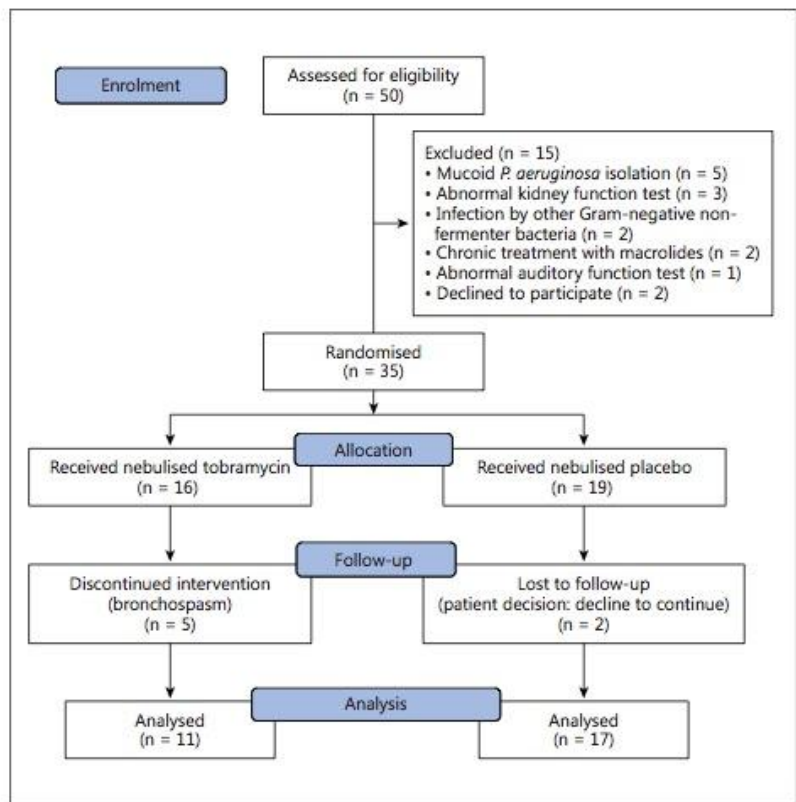 Enrolment
Assessed for eligibility
(n = 50)
Excluded (n = 15)
• Mucoid P. aeruginosa isolation (n = 5)
• Abnormal kidney function test (n = 3)
• Infection by other Gram-negative non-
fermenter bacteria (n = 2)
• Chronic treatment with macrolides (n = 2)
• Abnormal auditory function test (n = 1)
• Declined to participate (n = 2)
Randomised
(n = 35)
Allocation
Received nebulised tobramycin
(n = 16)
Received nebulised placebo
(n = 19)
Follow-up
Discontinued intervention
(bronchospasm)
(n = 5)
Lost to follow-up
(patient decision: decline to continue)
(n = 2)
Analysis
Analysed
(n = 11)
Analysed
(n = 17)